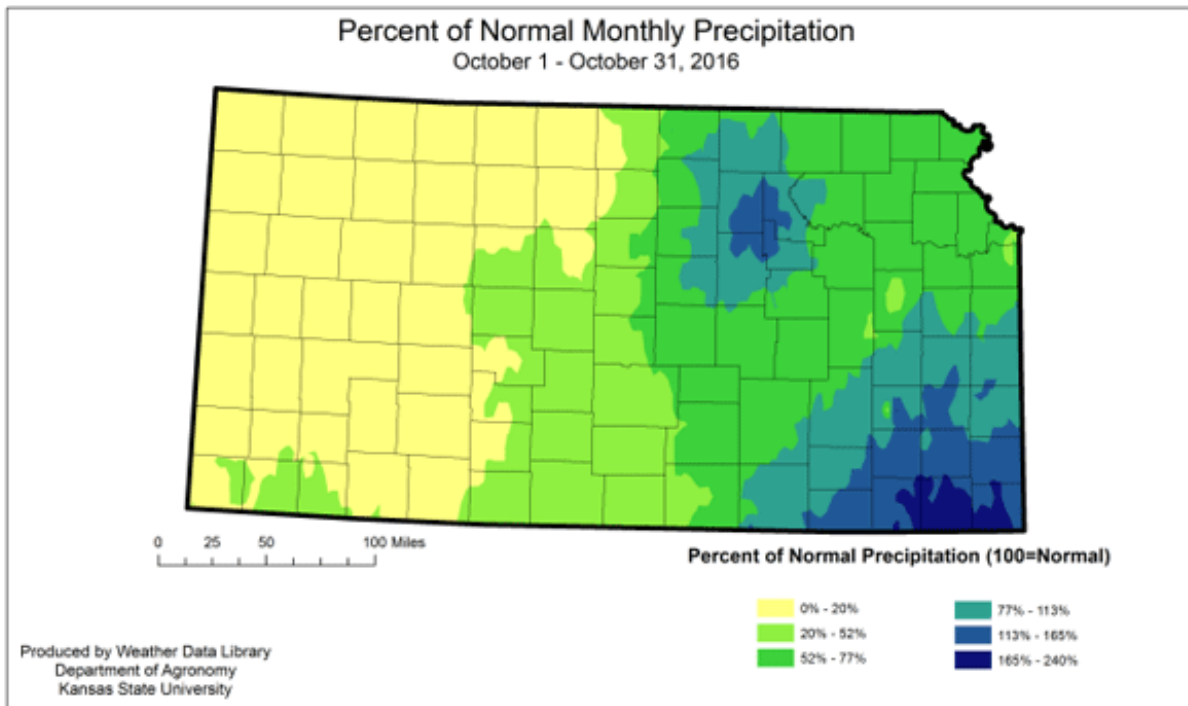 Percent of Normal Monthly Precipitation
October 1 - October 31, 2016
0 25 50 100 Miles
Percent of Normal Precipitation (100=Normal)
0% - 20%
20% - 52%
52% - 77%
77% - 113%
113% - 165%
165% - 240%
Produced by Weather Data Library
Department of Agronomy
Kansas State University